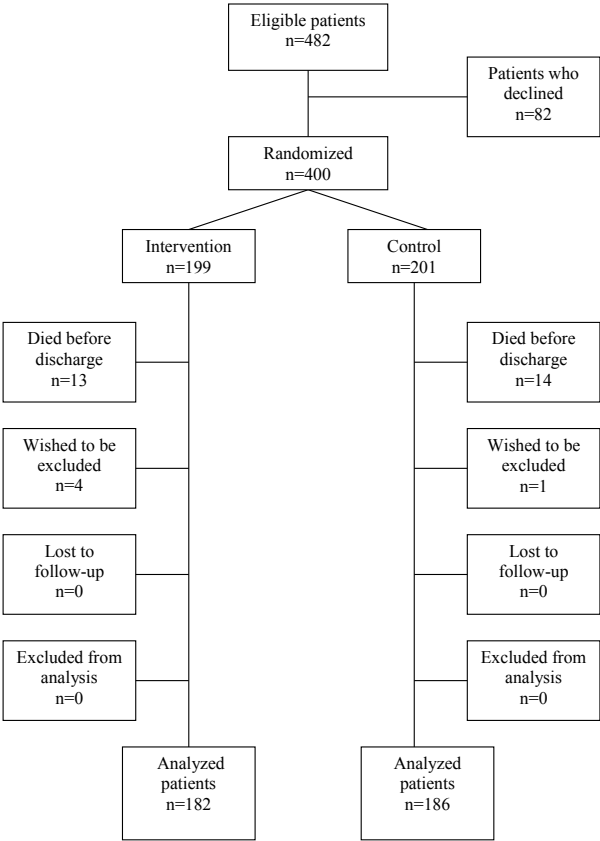 Eligible patients
n=482
Patients who
declined
n=82
Randomized
n=400
Intervention
n=199
Control
n=201
Died before
discharge
n=13
Died before
discharge
n=14
Wished to be
excluded
n=4
Wished to be
excluded
n=1
Lost to
follow-up
n=0
Lost to
follow-up
n=0
Excluded from
analysis
n=0
Excluded from
analysis
n=0
Analyzed
patients
n=182
Analyzed
patients
n=186